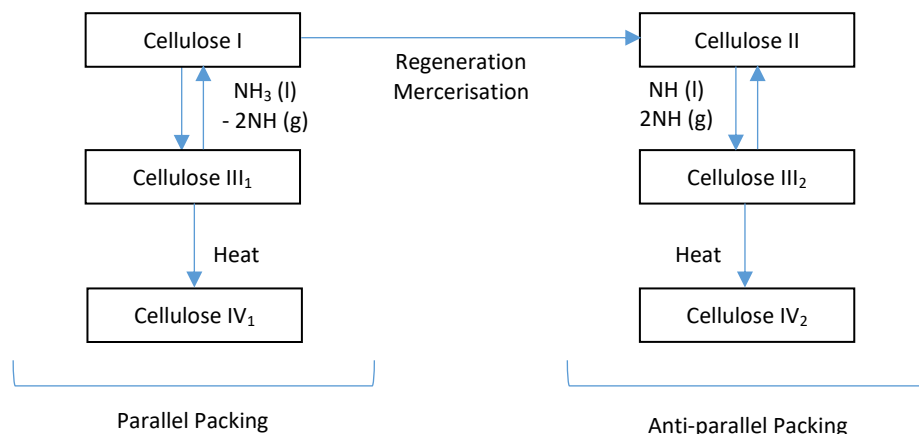 Cellulose I
Cellulose II
Regeneration
Mercerisation
NH₃ (l)
- 2NH (g)
NH (l)
2NH (g)
Cellulose III₁
Cellulose III₂
Heat
Heat
Cellulose IV₁
Cellulose IV₂
Parallel Packing
Anti-parallel Packing